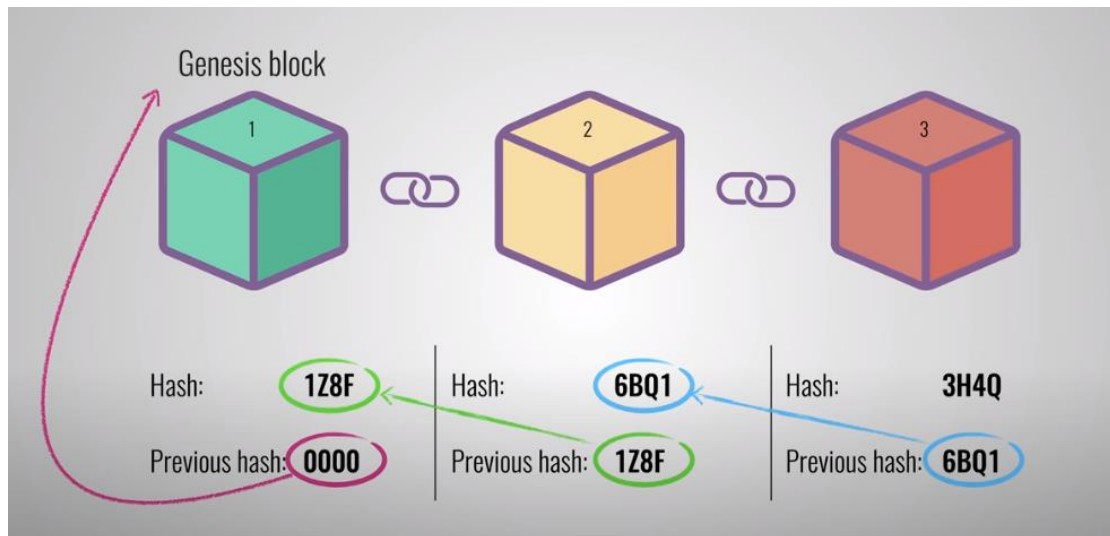 Genesis block
1
2
3
Hash: 1Z8F
Previous hash: 0000
Hash: 6BQ1
Previous hash: 1Z8F
Hash: 3H4Q
Previous hash: 6BQ1